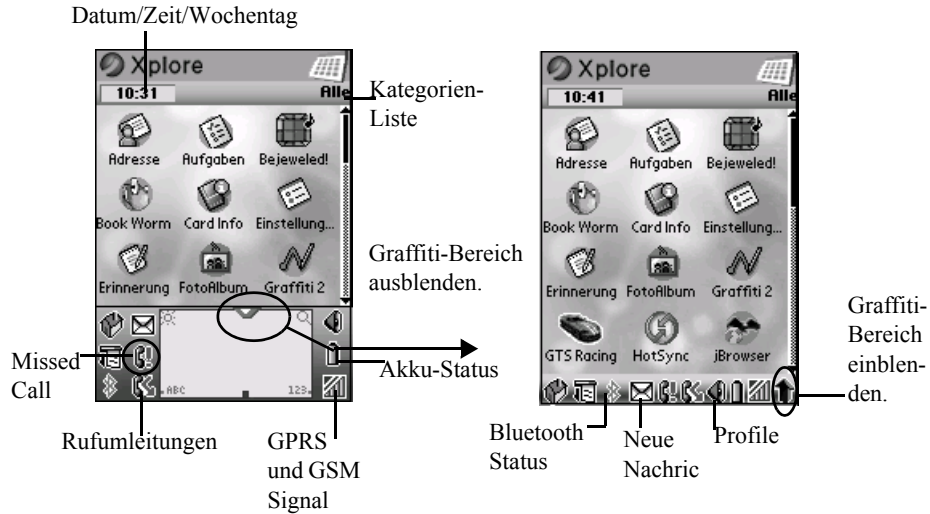 Datum/Zeit/Wochentag
Xplore
10:31
Alle
Kategorien-
Liste
Adresse
Aufgaben
Bejeweled!
Book Worm
Card Info
Einstellung...
Erinnerung
FotoAlbum
Graffiti 2
Graffiti-Bereich
ausblenden.
ABC
123
Missed
Call
Akku-Status
Rufumleitungen
GPRS
und GSM
Signal
Xplore
10:41
Alle
Adresse
Aufgaben
Bejeweled!
Book Worm
Card Info
Einstellung...
Erinnerung
FotoAlbum
Graffiti 2
GTS Racing
HotSync
jBrowser
Graffiti-
Bereich
einblen-
den.
Bluetooth
Status
Neue
Nachric
Profile